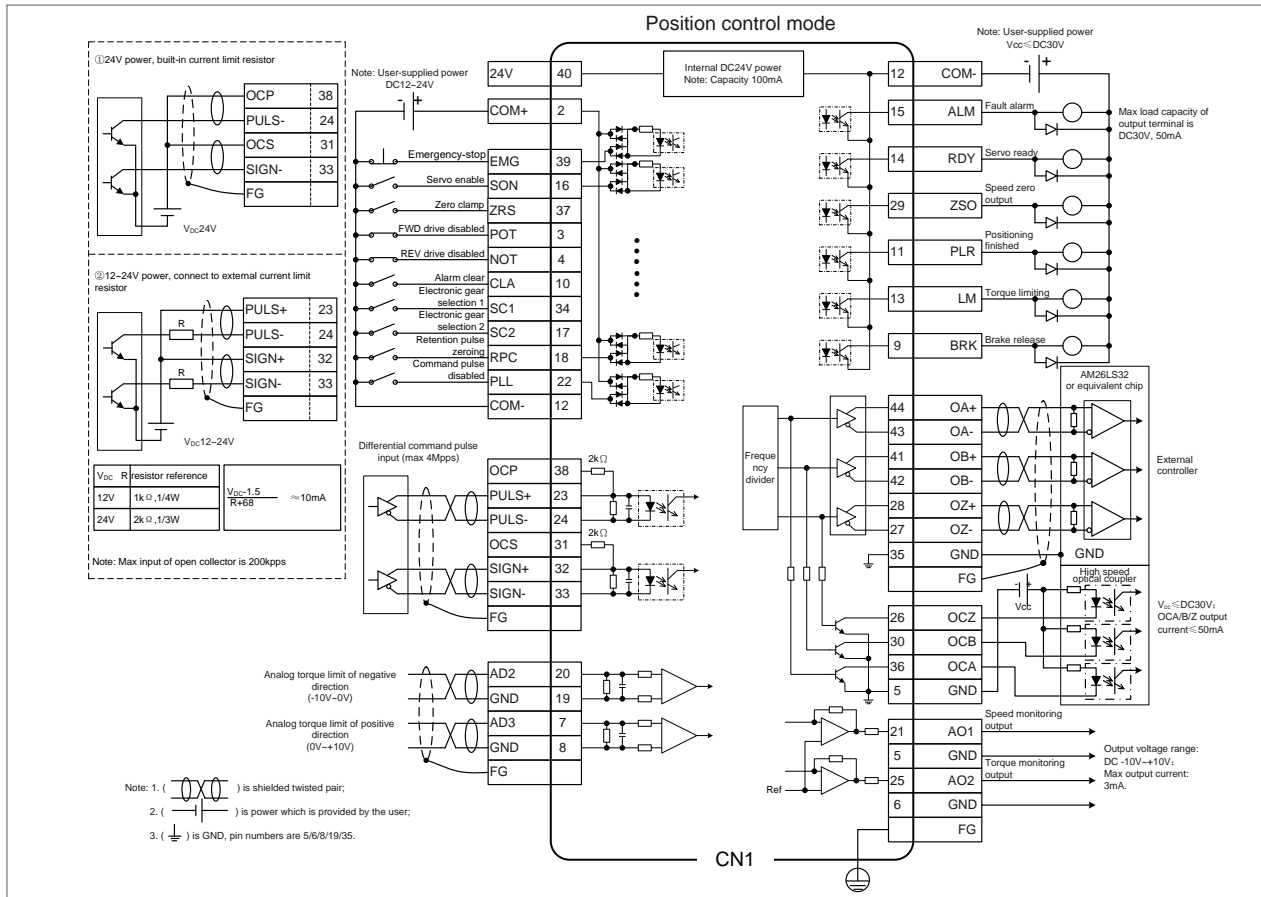 Position control mode
①24V power, built-in current limit resistor
OCP 38
PULS- 24
OCS 31
SIGN- 33
FG
VDC24V
②12~24V power, connect to external current limit
resistor
PULS+ 23
R
PULS- 24
SIGN+ 32
R
SIGN- 33
FG
VDC12~24V
VDC R resistor reference
12V 1kΩ,1/4W
24V 2kΩ,1/3W
VDC-1.5
R+68
≈10mA
Note: Max input of open collector is 200kpps
Note: User-supplied power
DC12~24V
- +
24V 40
COM+ 2
Emergency-stop EMG 39
Servo enable SON 16
Zero clamp ZRS 37
FWD drive disabled POT 3
REV drive disabled NOT 4
Alarm clear CLA 10
Electronic gear
selection 1 SC1 34
Electronic gear
selection 2 SC2 17
Retention pulse
zeroing RPC 18
Command pulse
disabled PLL 22
COM- 12
Differential command pulse
input (max 4Mpps)
OCP 38 2kΩ
PULS+ 23
PULS- 24
OCS 31 2kΩ
SIGN+ 32
SIGN- 33
FG
Analog torque limit of negative
direction
(-10V~0V)
AD2 20
GND 19
Analog torque limit of positive
direction
(0V~+10V)
AD3 7
GND 8
FG
Note: 1. ( ) is shielded twisted pair;
2. ( ) is power which is provided by the user;
3. ( ) is GND, pin numbers are 5/6/8/19/35.
Internal DC24V power
Note: Capacity 100mA
Note: User-supplied power
Vcc≤DC30V
- +
12 COM-
15 ALM Fault alarm
14 RDY Servo ready
29 ZSO Speed zero
output
11 PLR Positioning
finished
13 LM Torque limiting
9 BRK Brake release
Max load capacity of
output terminal is
DC30V, 50mA
AM26LS32
or equivalent chip
Freque
ncy
divider
44 OA+
43 OA-
41 OB+
42 OB-
28 OZ+
27 OZ-
35 GND
FG
External
controller
GND
High speed
optical coupler
- +
Vcc
26 OCZ
30 OCB
36 OCA
5 GND
Vcc≤DC30V;
OCA/B/Z output
current≤50mA
21 AO1 Speed monitoring
output
5 GND
25 AO2 Torque monitoring
output
6 GND
FG
Ref
Output voltage range:
DC -10V~+10V;
Max output current:
3mA.
CN1